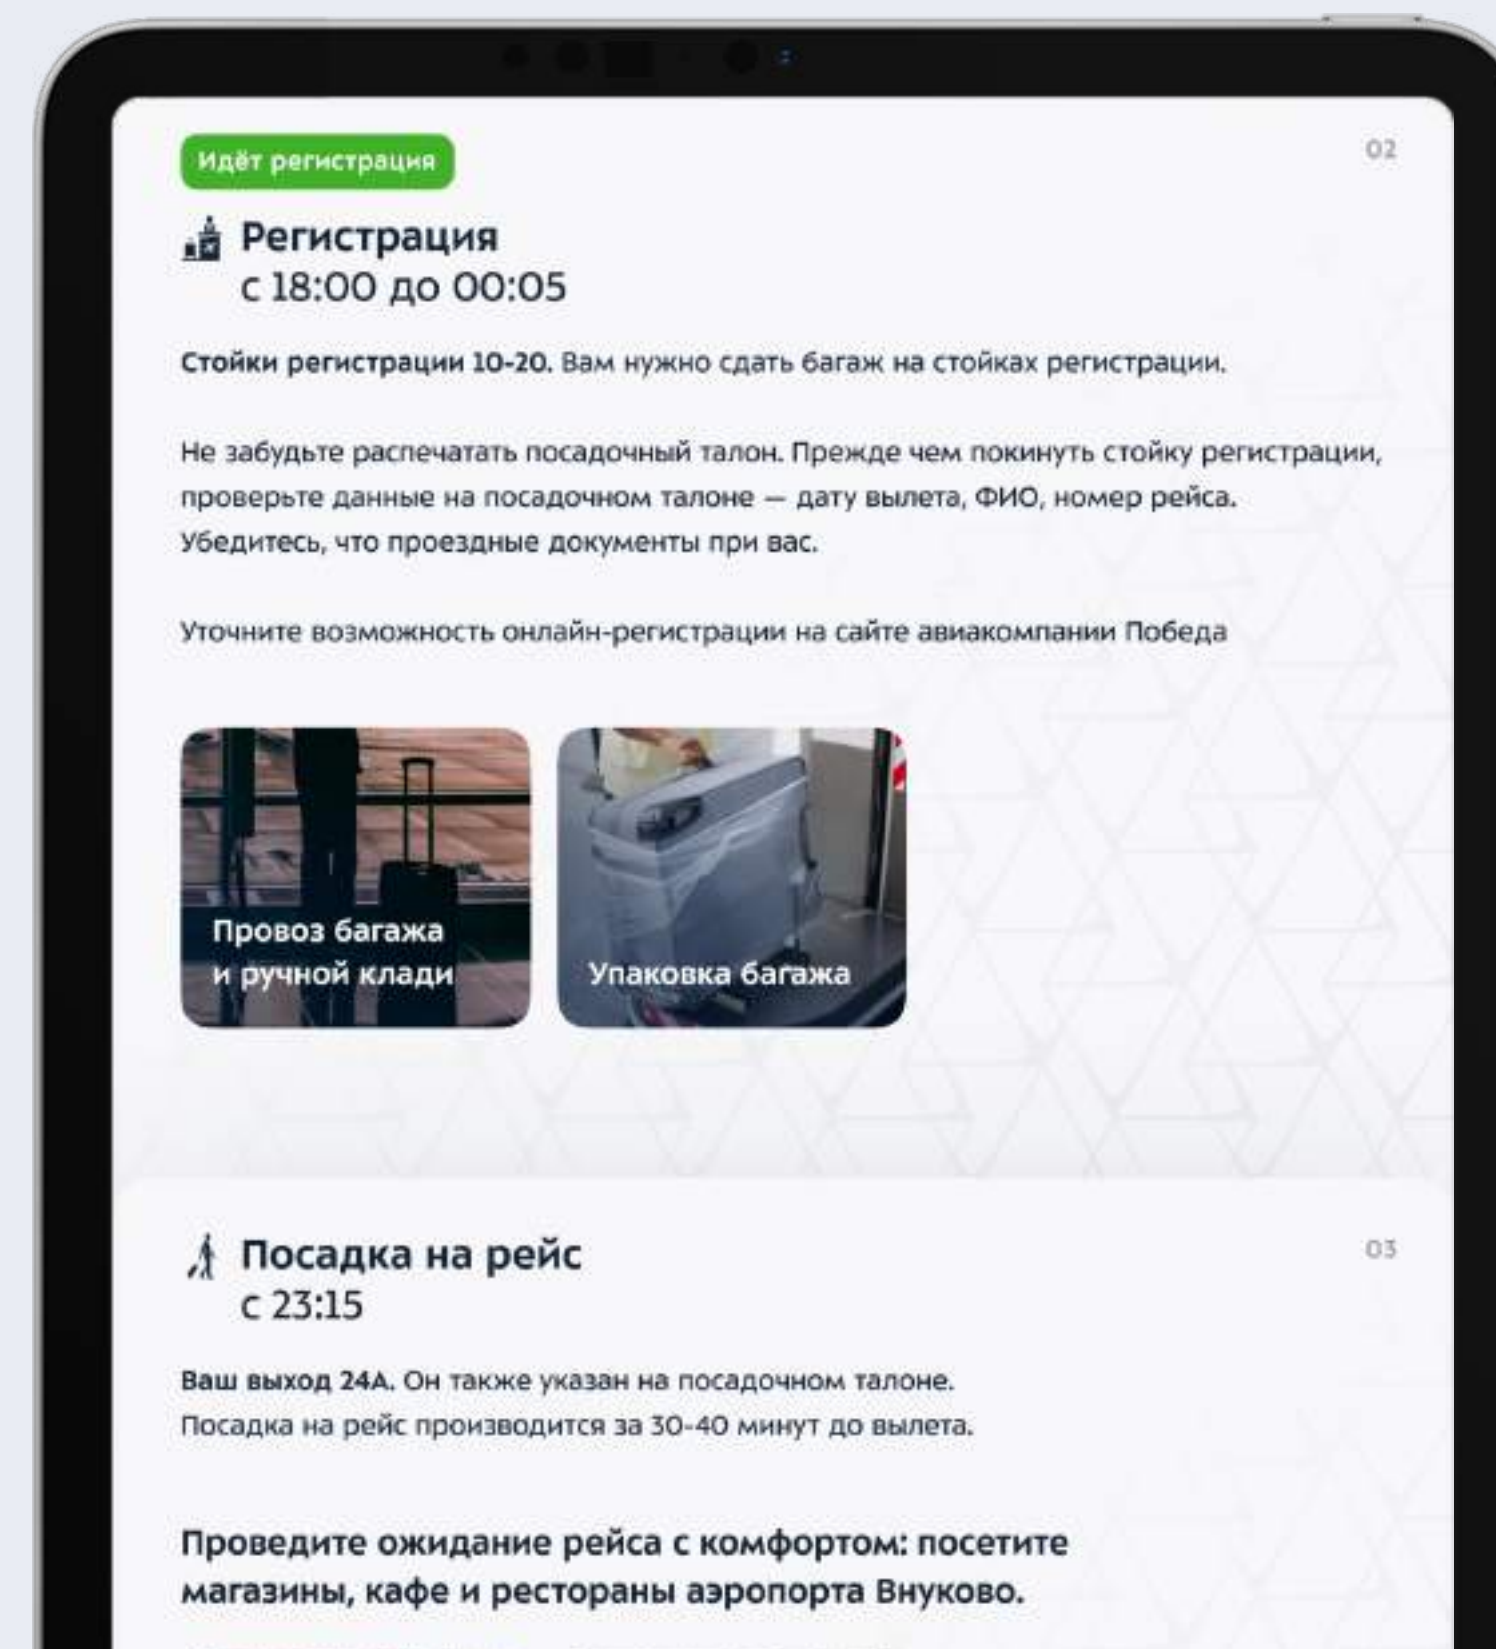 Идёт регистрация
02
Регистрация
с 18:00 до 00:05
Стойки регистрации 10-20. Вам нужно сдать багаж на стойках регистрации.
Не забудьте распечатать посадочный талон. Прежде чем покинуть стойку регистрации,
проверьте данные на посадочном талоне — дату вылета, ФИО, номер рейса.
Убедитесь, что проездные документы при вас.
Уточните возможность онлайн-регистрации на сайте авиакомпании Победа
Провоз багажа
и ручной клади
Упаковка багажа
Посадка на рейс
03
с 23:15
Ваш выход 24А. Он также указан на посадочном талоне.
Посадка на рейс производится за 30-40 минут до вылета.
Проведите ожидание рейса с комфортом: посетите
магазины, кафе и рестораны аэропорта Внуково.